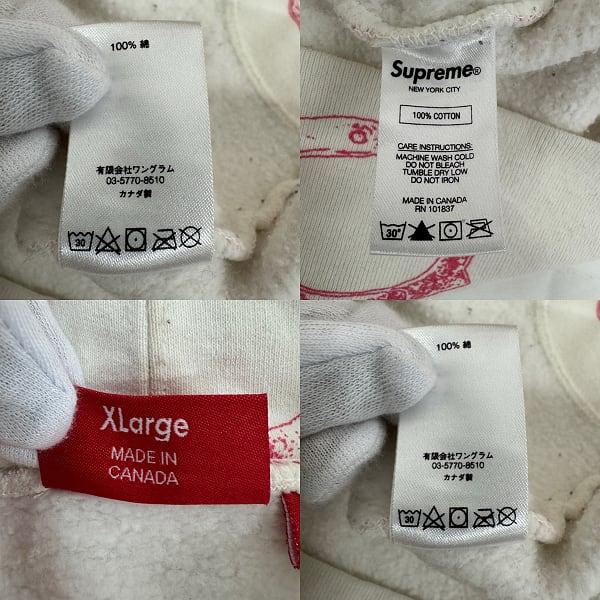 100% 綿
有限会社ワングラム
03-5770-8510
カナダ製
30
Supreme®
NEW YORK CITY
100% COTTON
CARE INSTRUCTIONS:
MACHINE WASH COLD
DO NOT BLEACH
TUMBLE DRY LOW
DO NOT IRON
MADE IN CANADA
RN 101837
30°
XLarge
MADE IN
CANADA
100% 綿
有限会社ワングラム
03-5770-8510
カナダ製
30